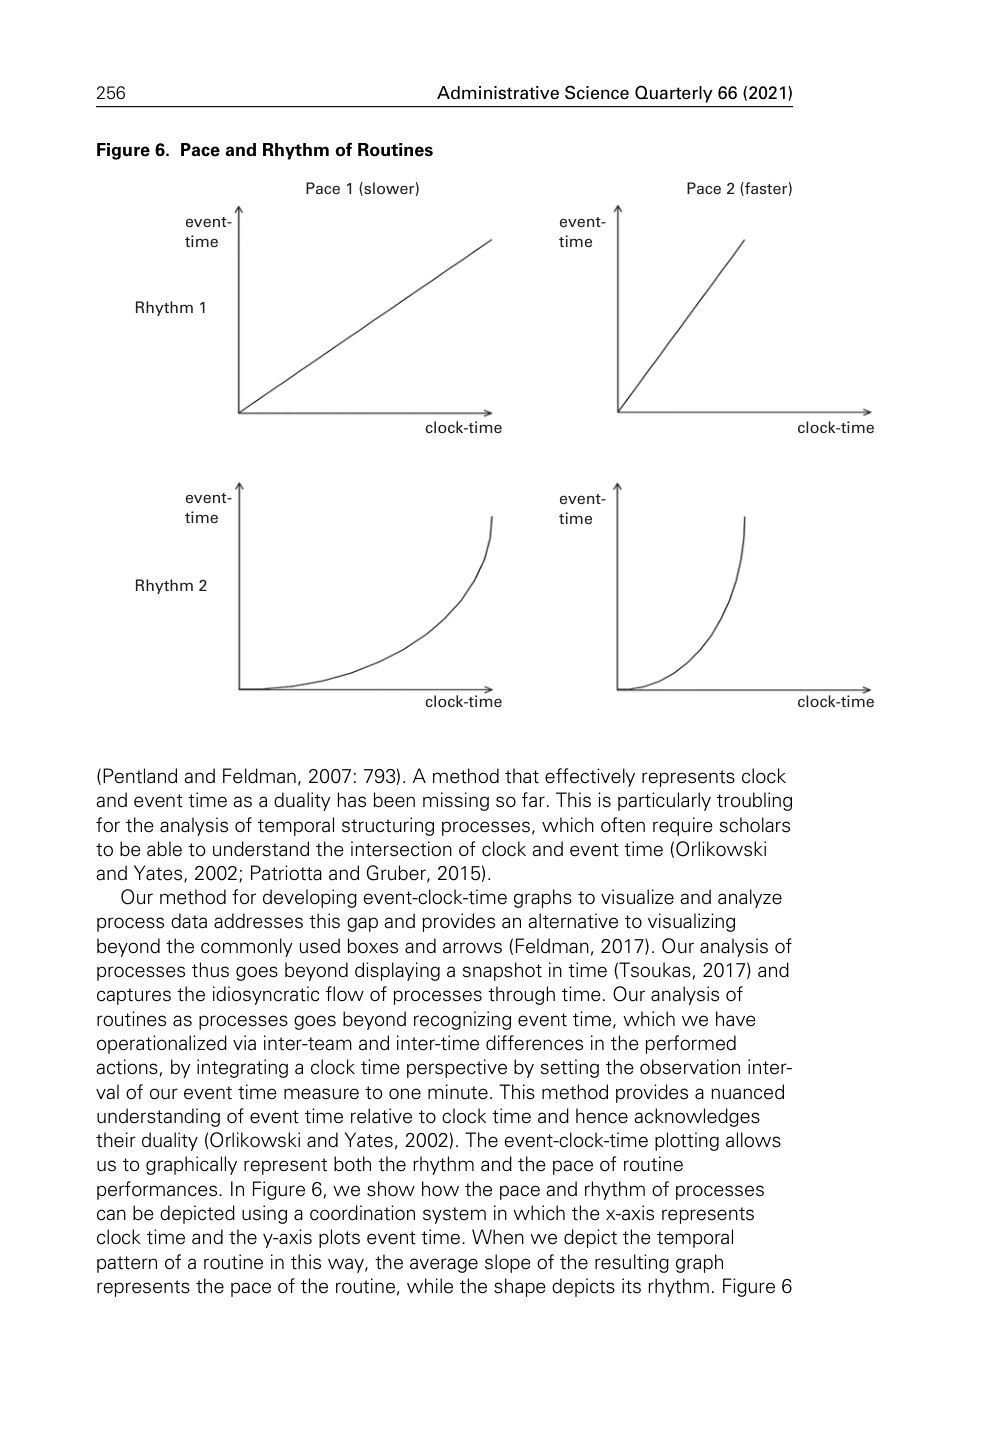 256
Administrative Science Quarterly 66 (2021)
Figure 6. Pace and Rhythm of Routines
Pace 1 (slower)
Pace 2 (faster)
event-
time
event-
time
Rhythm 1
clock-time
clock-time
event-
time
event-
time
Rhythm 2
clock-time
clock-time
(Pentland and Feldman, 2007: 793). A method that effectively represents clock
and event time as a duality has been missing so far. This is particularly troubling
for the analysis of temporal structuring processes, which often require scholars
to be able to understand the intersection of clock and event time (Orlikowski
and Yates, 2002; Patriotta and Gruber, 2015).
Our method for developing event-clock-time graphs to visualize and analyze
process data addresses this gap and provides an alternative to visualizing
beyond the commonly used boxes and arrows (Feldman, 2017). Our analysis of
processes thus goes beyond displaying a snapshot in time (Tsoukas, 2017) and
captures the idiosyncratic flow of processes through time. Our analysis of
routines as processes goes beyond recognizing event time, which we have
operationalized via inter-team and inter-time differences in the performed
actions, by integrating a clock time perspective by setting the observation inter-
val of our event time measure to one minute. This method provides a nuanced
understanding of event time relative to clock time and hence acknowledges
their duality (Orlikowski and Yates, 2002). The event-clock-time plotting allows
us to graphically represent both the rhythm and the pace of routine
performances. In Figure 6, we show how the pace and rhythm of processes
can be depicted using a coordination system in which the x-axis represents
clock time and the y-axis plots event time. When we depict the temporal
pattern of a routine in this way, the average slope of the resulting graph
represents the pace of the routine, while the shape depicts its rhythm. Figure 6